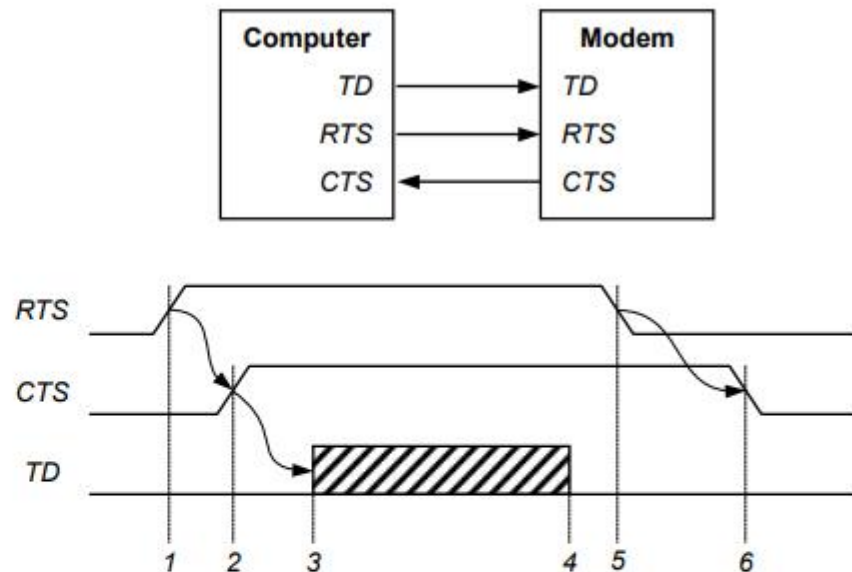 Computer Modem
TD TD
RTS RTS
CTS CTS
RTS
CTS
TD
1 2 3 4 5 6